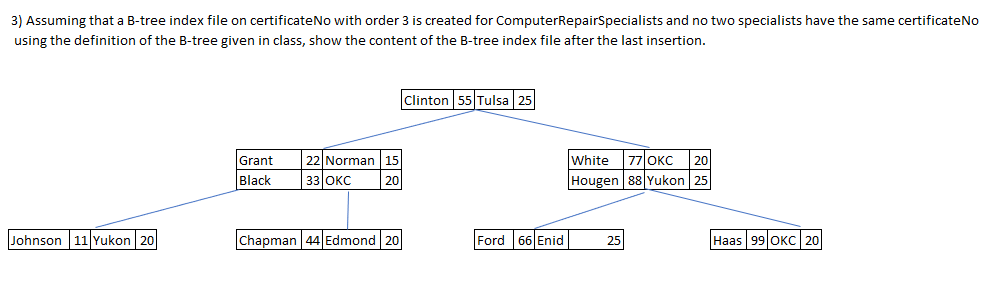 3) Assuming that a B-tree index file on certificateNo with order 3 is created for ComputerRepairSpecialists and no two specialists have the same certificateNo
using the definition of the B-tree given in class, show the content of the B-tree index file after the last insertion.
Clinton 55 Tulsa 25
Grant 22 Norman 15
Black 33 OKC 20
White 77 OKC 20
Hougen 88 Yukon 25
Johnson 11 Yukon 20
Chapman 44 Edmond 20
Ford 66 Enid 25
Haas 99 OKC 20